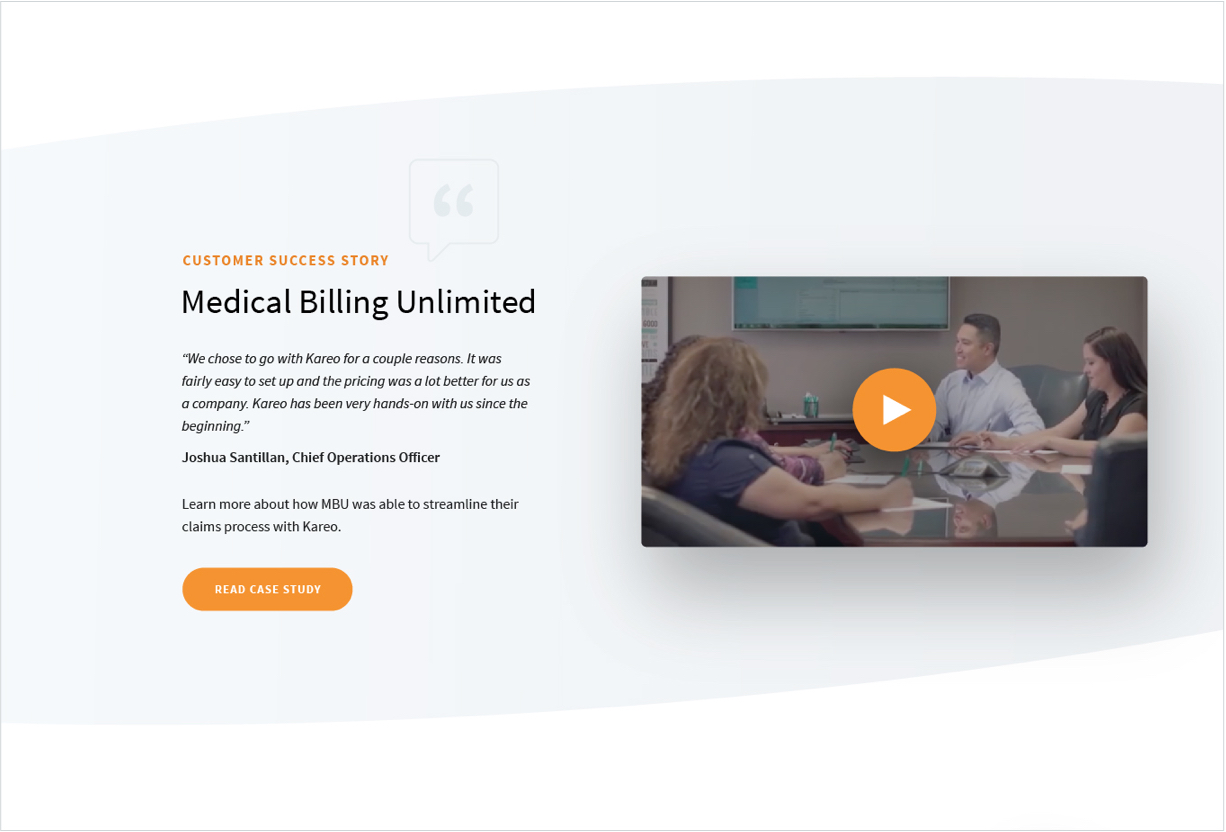 CUSTOMER SUCCESS STORY
Medical Billing Unlimited
“We chose to go with Kareo for a couple reasons. It was
fairly easy to set up and the pricing was a lot better for us as
a company. Kareo has been very hands-on with us since the
beginning.”
Joshua Santillan, Chief Operations Officer
Learn more about how MBU was able to streamline their
claims process with Kareo.
READ CASE STUDY